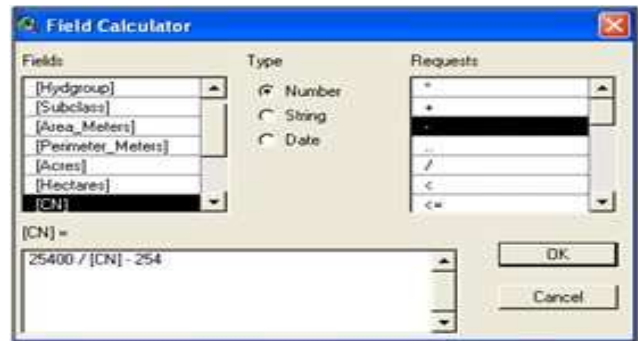 Field Calculator
Fields
Type
Requests
[Hydgroup]
[Subclass]
[Area_Meters]
[Perimeter_Meters]
[Acres]
[Hectares]
[CN]
Number
String
Date
+
-
/
<
<=
[CN] =
25400 / [CN] - 254
OK
Cancel